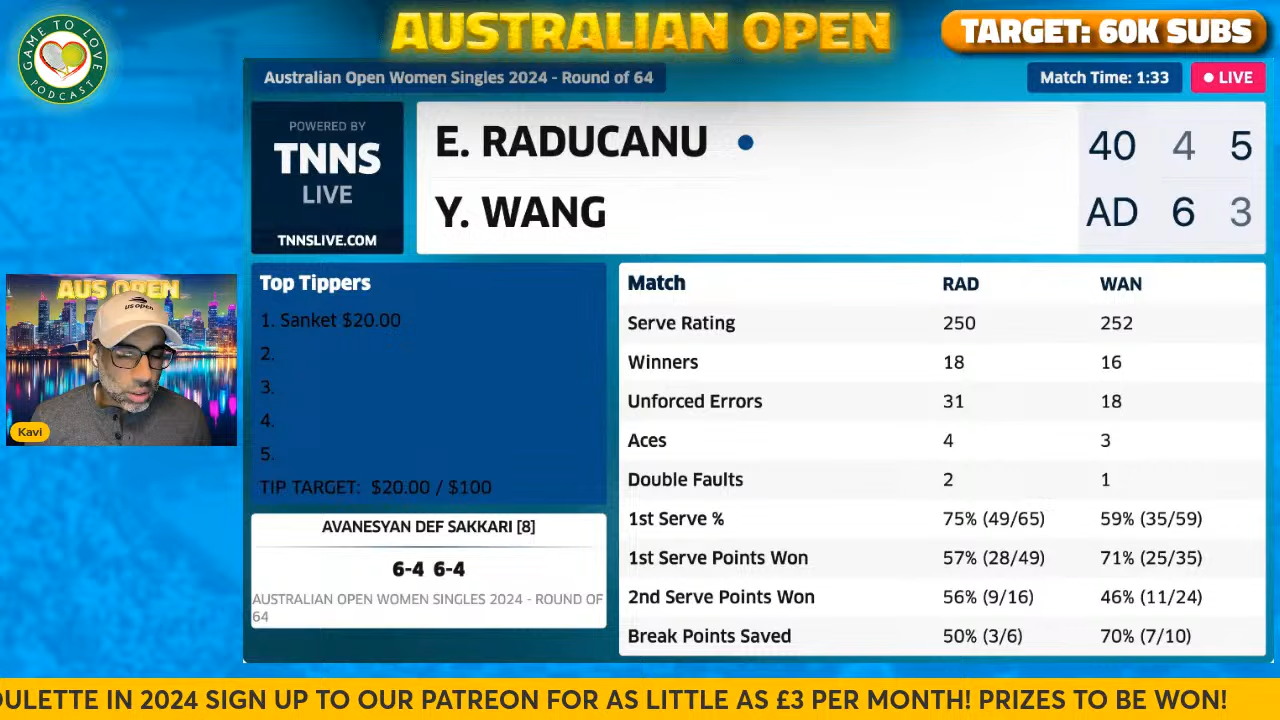 GAME TO LOVE
PODCAST
AUSTRALIAN OPEN
TARGET: 60K SUBS
Australian Open Women Singles 2024 - Round of 64
Match Time: 1:33
LIVE
POWERED BY
TNNS
LIVE
TNNSLIVE.COM
E. RADUCANU 40 4 5
Y. WANG AD 6 3
Top Tippers
1. Sanket $20.00
2.
3.
4.
5.
TIP TARGET: $20.00 / $100
AVANESYAN DEF SAKKARI [8]
6-4 6-4
AUSTRALIAN OPEN WOMEN SINGLES 2024 - ROUND OF
64
Match RAD WAN
Serve Rating 250 252
Winners 18 16
Unforced Errors 31 18
Aces 4 3
Double Faults 2 1
1st Serve % 75% (49/65) 59% (35/59)
1st Serve Points Won 57% (28/49) 71% (25/35)
2nd Serve Points Won 56% (9/16) 46% (11/24)
Break Points Saved 50% (3/6) 70% (7/10)
AUS OPEN
us open
Kavi
OULETTE IN 2024 SIGN UP TO OUR PATREON FOR AS LITTLE AS £3 PER MONTH! PRIZES TO BE WON!